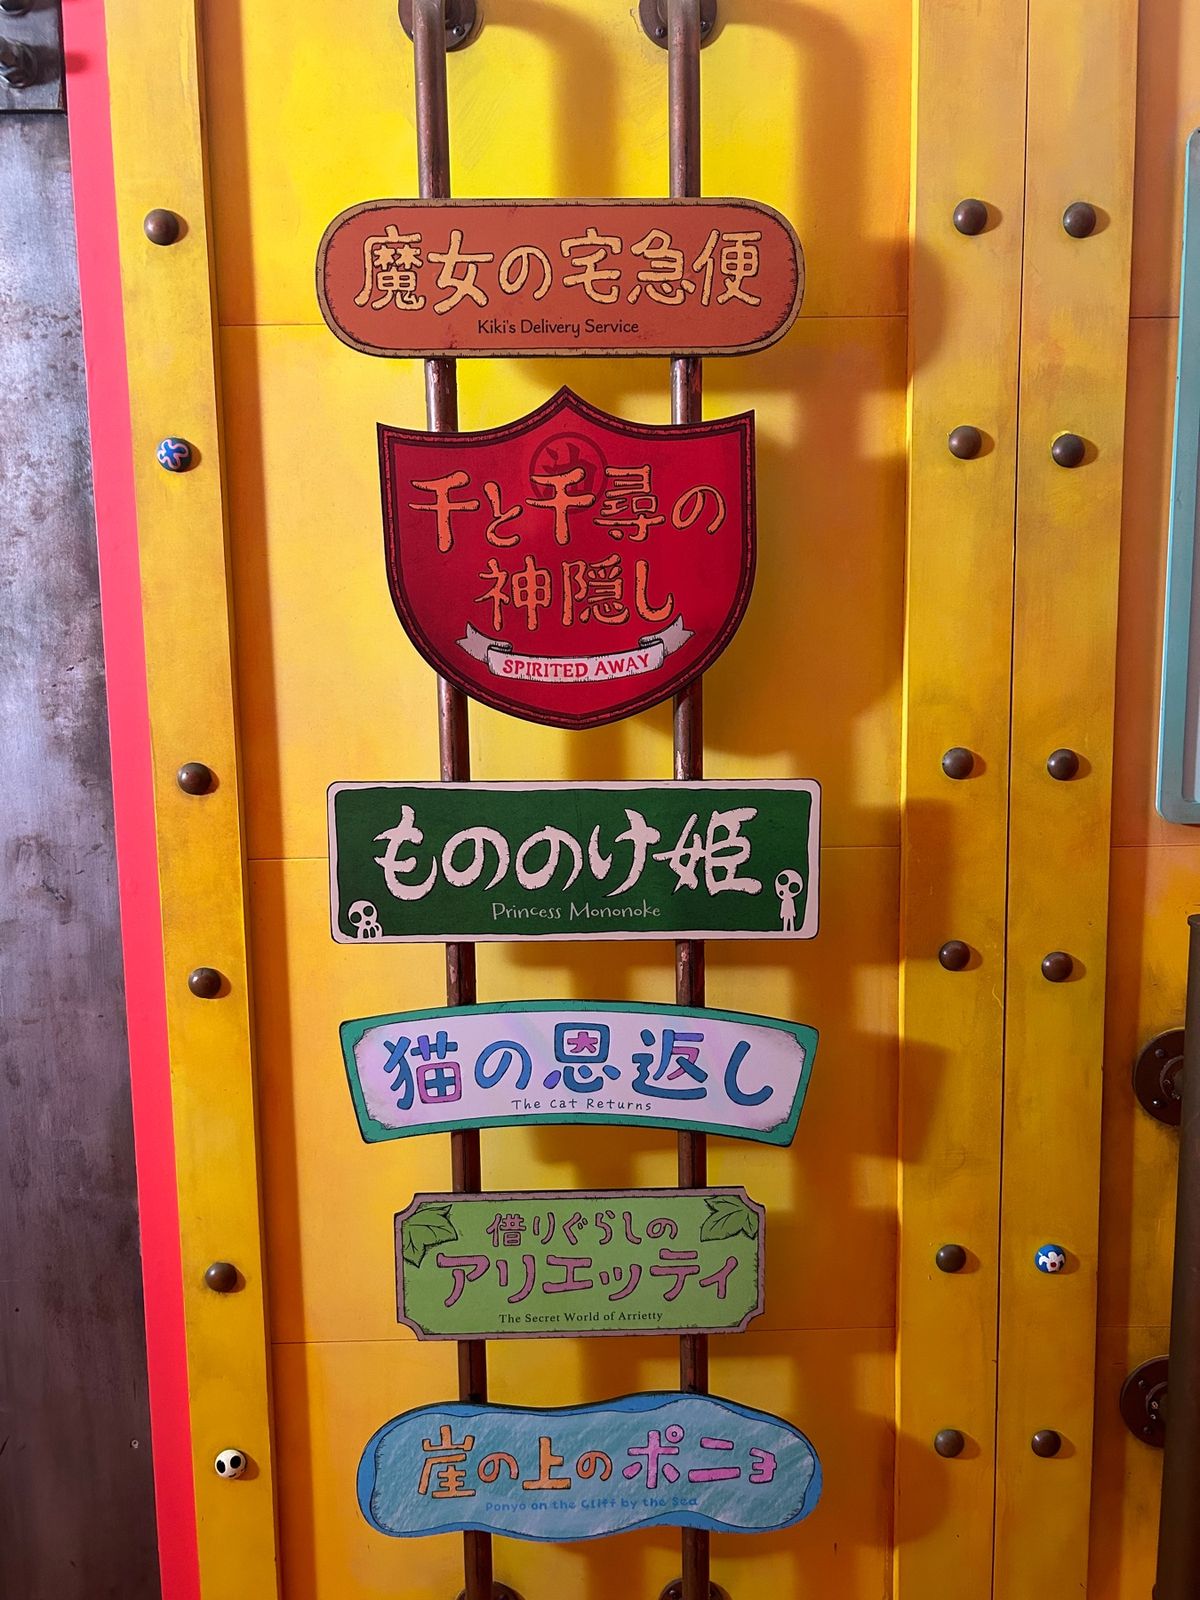 魔女の宅急便
Kiki's Delivery Service
千と千尋の
神隠し
SPIRITED AWAY
もののけ姫
Princess Mononoke
猫の恩返し
The Cat Returns
借りぐらしの
アリエッティ
The Secret World of Arrietty
崖の上のポニョ
Ponyo on the Cliff by the Sea